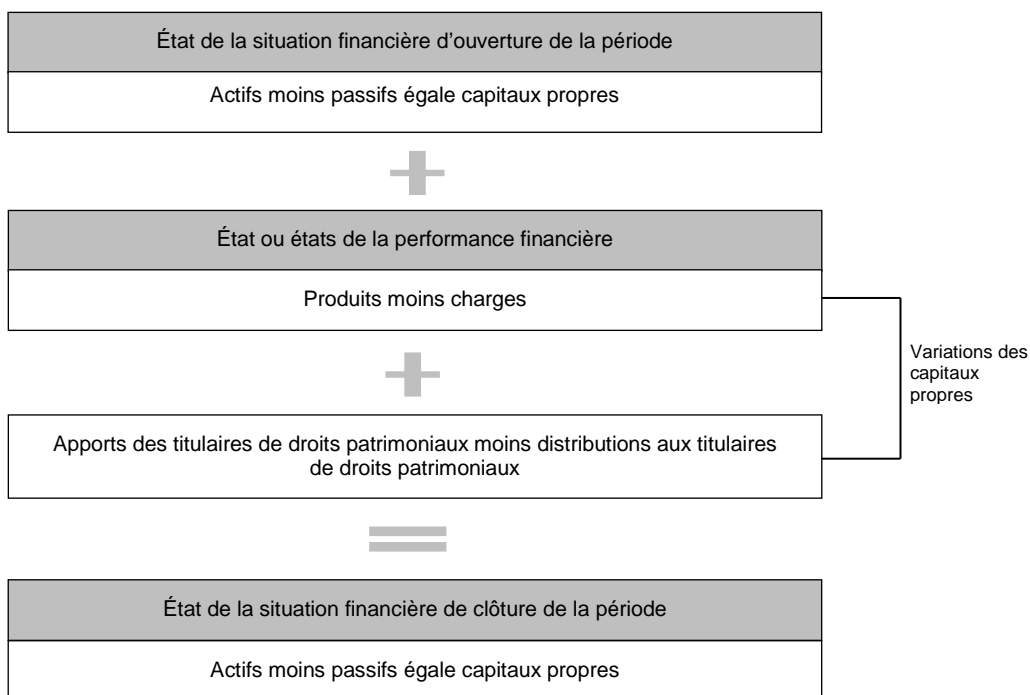 État de la situation financière d’ouverture de la période
Actifs moins passifs égale capitaux propres
État ou états de la performance financière
Produits moins charges
Variations des
capitaux
propres
Apports des titulaires de droits patrimoniaux moins distributions aux titulaires
de droits patrimoniaux
État de la situation financière de clôture de la période
Actifs moins passifs égale capitaux propres